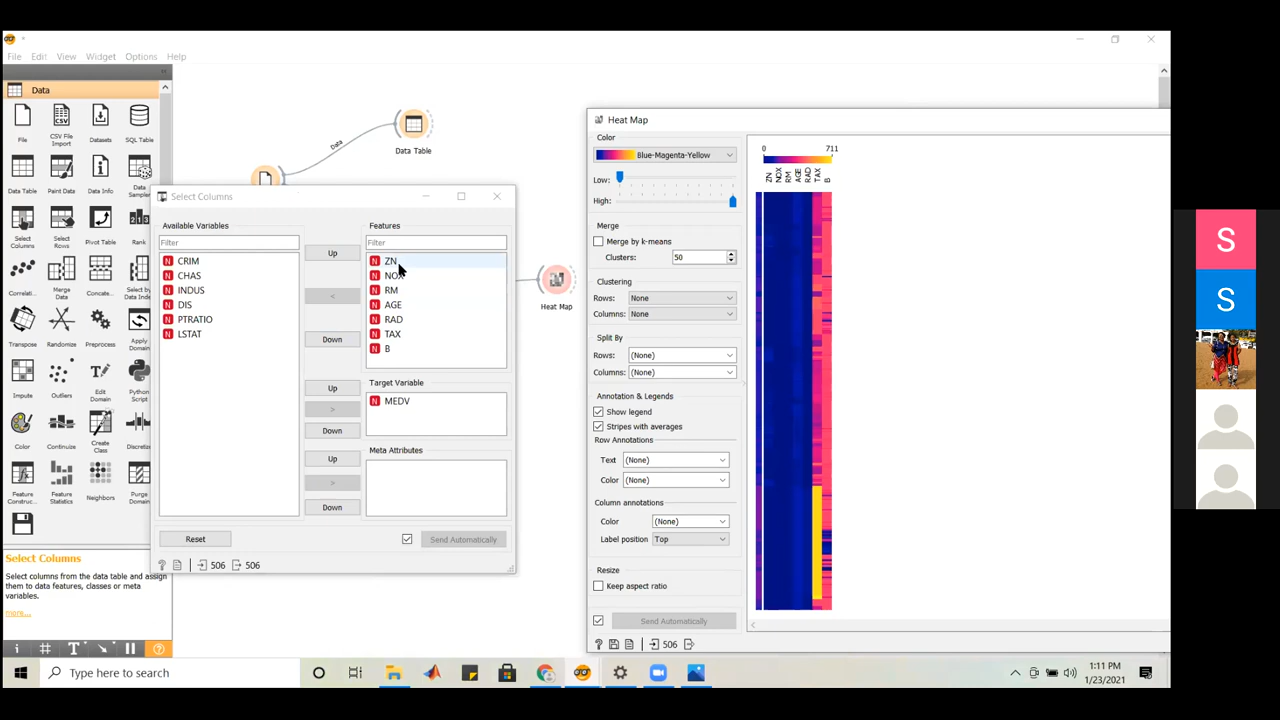 File Edit View Widget Options Help
Data
File
CSV File Import
Datasets
SQL Table
Data Table
Paint Data
Data Info
Data Sampler
Select Columns
Select Rows
Pivot Table
Rank
Correlati...
Merge Data
Concate...
Select by Data Index
Transpose
Randomize
Preprocess
Apply Domain
Impute
Outliers
Edit Domain
Python Script
Color
Continuize
Create Class
Discretize
Feature Construc...
Feature Statistics
Neighbors
Purge Domain
Select Columns
Select columns from the data table and assign
them to data features, classes or meta
variables.
more...
Data
Data Table
Heat Map
Select Columns
Available Variables
Filter
CRIM
CHAS
INDUS
DIS
PTRATIO
LSTAT
Up
<
Down
Up
>
Down
Up
>
Down
Features
Filter
ZN
NOX
RM
AGE
RAD
TAX
B
Target Variable
MEDV
Meta Attributes
Reset
Send Automatically
506
506
Heat Map
Color
Blue-Magenta-Yellow
Low:
High:
Merge
Merge by k-means
Clusters: 50
Clustering
Rows: None
Columns: None
Split By
Rows: (None)
Columns: (None)
Annotation & Legends
Show legend
Stripes with averages
Row Annotations
Text (None)
Color (None)
Column annotations
Color (None)
Label position Top
Resize
Keep aspect ratio
Send Automatically
506
0 711
ZN NOX RM AGE RAD TAX B
S
S
Type here to search
1:11 PM
1/23/2021